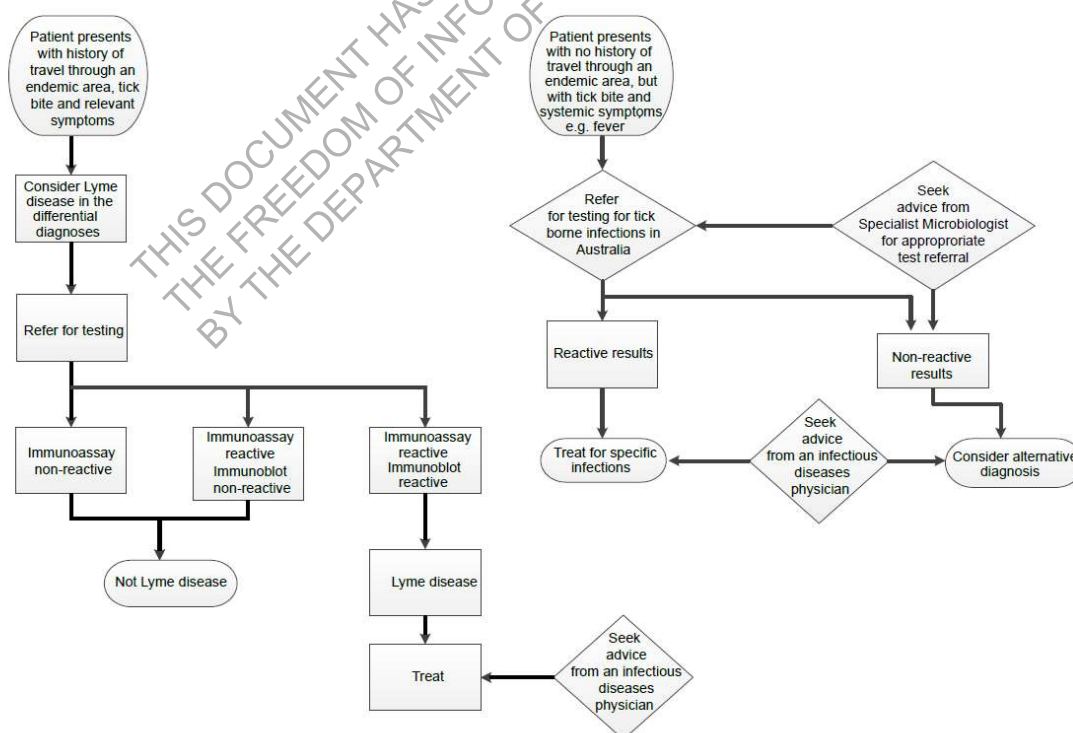 Patient presents
with history of
travel through an
endemic area, tick
bite and relevant
symptoms
Consider Lyme
disease in the
differential
diagnoses
Refer for testing
Immunoassay
non-reactive
Immunoassay
reactive
Immunoblot
non-reactive
Immunoassay
reactive
Immunoblot
reactive
Not Lyme disease
Lyme disease
Treat
Seek
advice
from an infectious
diseases
physician
Patient presents
with no history of
travel through an
endemic area, but
with tick bite and
systemic symptoms
e.g. fever
Refer
for testing for tick
borne infections in
Australia
Seek
advice from
Specialist Microbiologist
for approproriate
test referral
Reactive results
Non-reactive
results
Treat for specific
infections
Seek
advice
from an infectious
diseases
physician
Consider alternative
diagnosis
THIS DOCUMENT HAS
THE FREEDOM OF INFO
BY THE DEPARTMENT OF